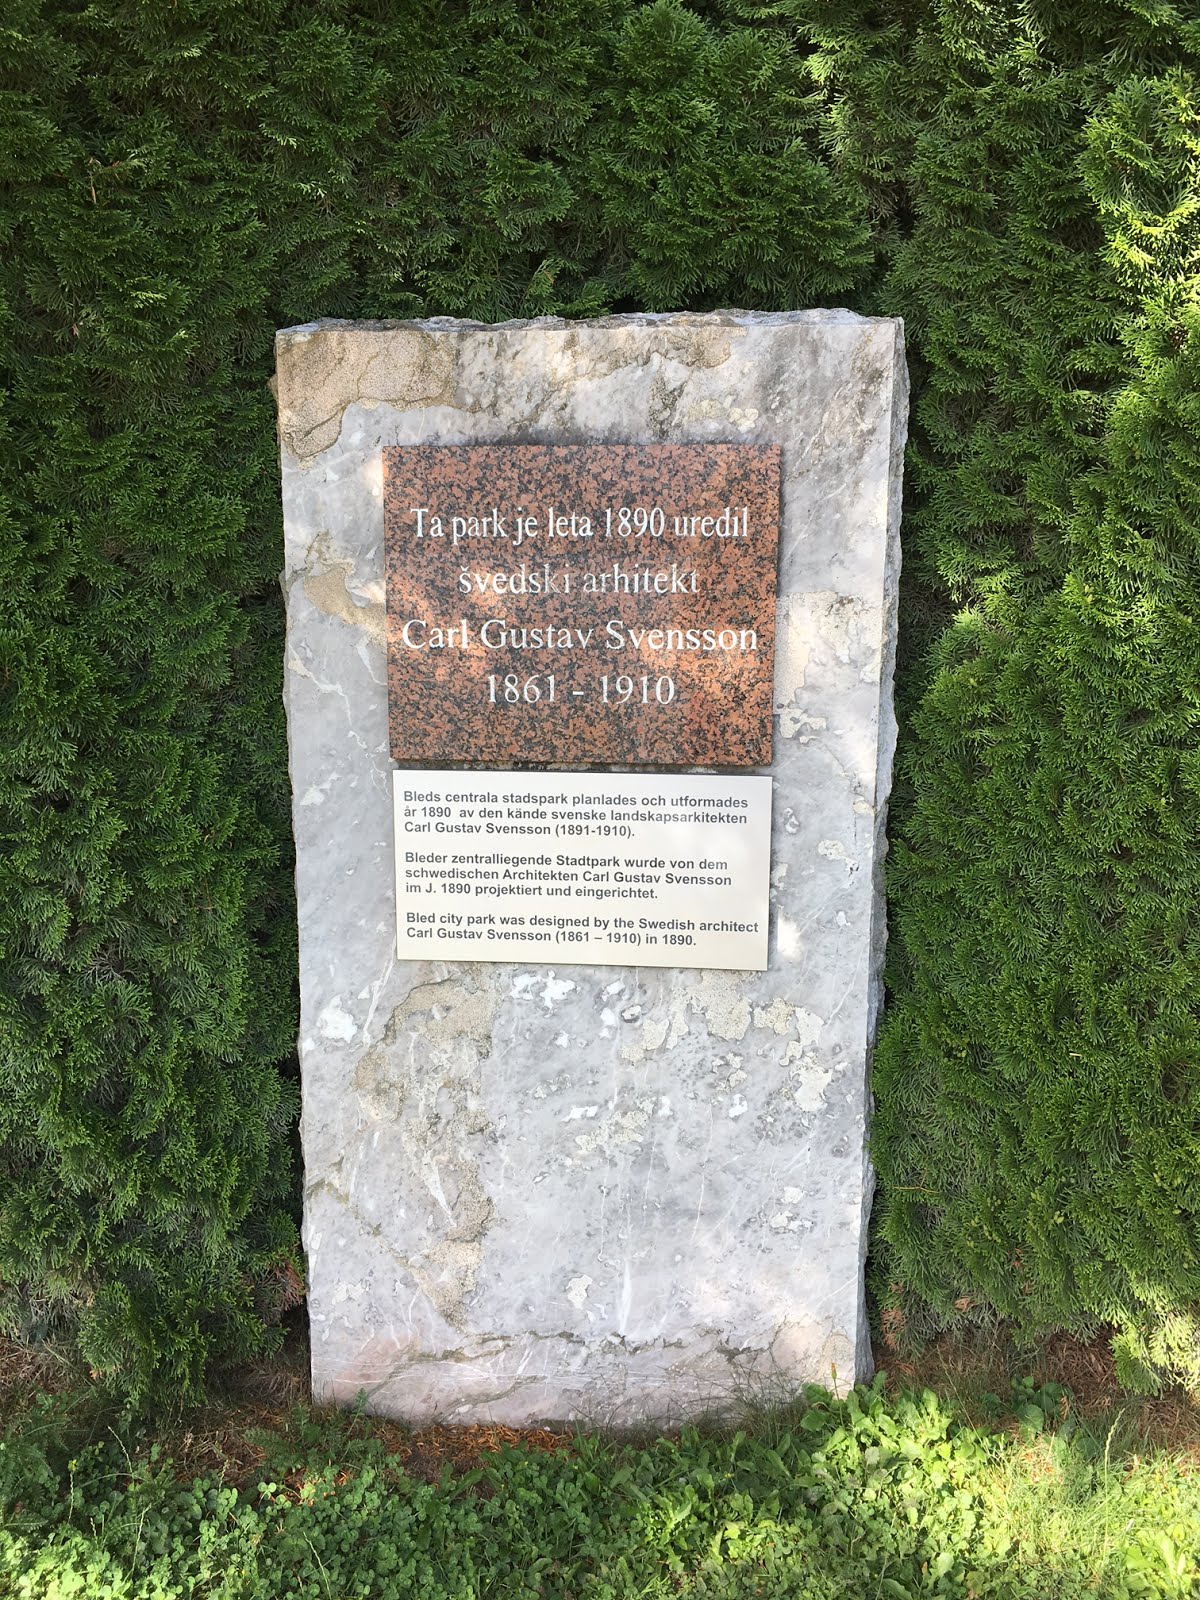 Ta park je leta 1890 uredil
švedski arhitekt
Carl Gustav Svensson
1861 - 1910
Bleds centrala stadspark planlades och utformades
år 1890 av den kände svenske landskapsarkitekten
Carl Gustav Svensson (1891-1910).
Bleder zentralliegende Stadtpark wurde von dem
schwedischen Architekten Carl Gustav Svensson
im J. 1890 projektiert und eingerichtet.
Bled city park was designed by the Swedish architect
Carl Gustav Svensson (1861 – 1910) in 1890.